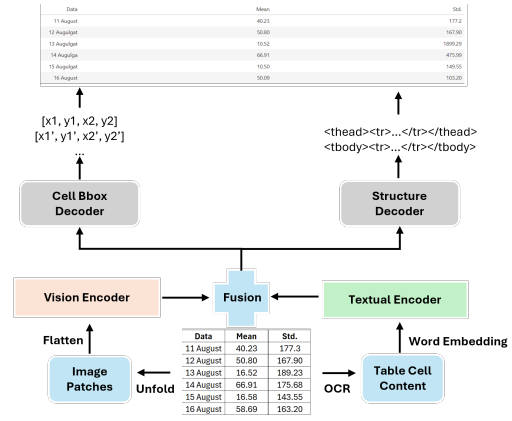 Data Mean Std.
11 August 40.23 177.2
12 Augulgat 50.80 167.90
13 Augulgat 10.52 1899.29
14 Augulga 66.91 475.99
15 Augulgat 10.50 149.55
16 August 50.09 103.20
[x1, y1, x2, y2]
[x1', y1', x2', y2']
...
<thead><tr>...</tr></thead>
<tbody><tr>...</tr></tbody>
Cell Bbox
Decoder
Structure
Decoder
Vision Encoder
Fusion
Textual Encoder
Flatten
Word Embedding
Image
Patches
Unfold
Data Mean Std.
11 August 40.23 177.3
12 August 50.80 167.90
13 August 16.52 189.23
14 August 66.91 175.68
15 August 16.58 143.55
16 August 58.69 163.20
OCR
Table Cell
Content